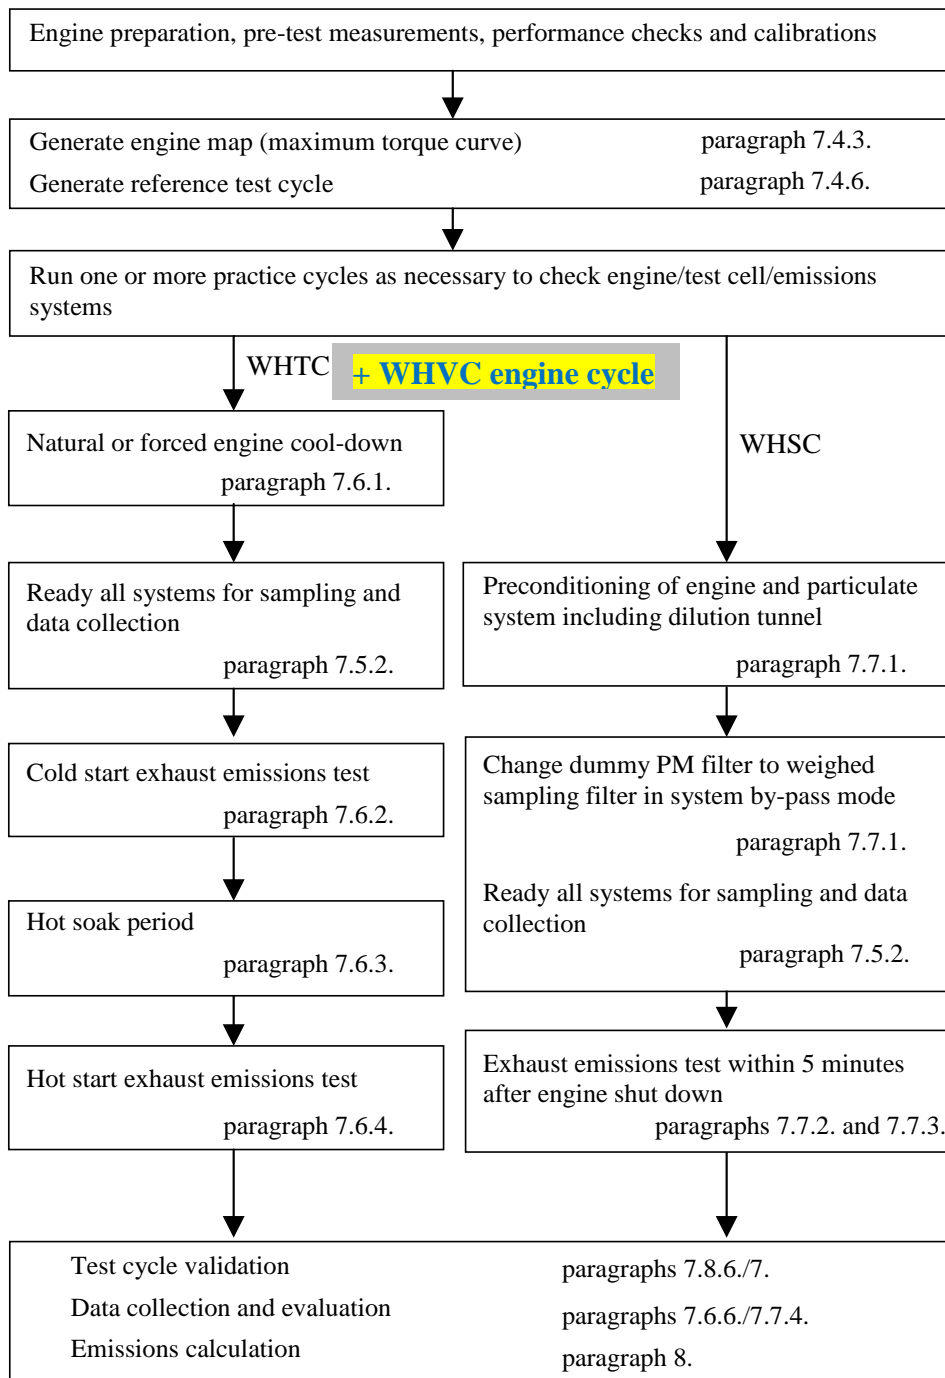 Engine preparation, pre-test measurements, performance checks and calibrations
Generate engine map (maximum torque curve) paragraph 7.4.3.
Generate reference test cycle paragraph 7.4.6.
Run one or more practice cycles as necessary to check engine/test cell/emissions
systems
WHTC
+ WHVC engine cycle
WHSC
Natural or forced engine cool-down
paragraph 7.6.1.
Ready all systems for sampling and
data collection
paragraph 7.5.2.
Cold start exhaust emissions test
paragraph 7.6.2.
Hot soak period
paragraph 7.6.3.
Hot start exhaust emissions test
paragraph 7.6.4.
Preconditioning of engine and particulate
system including dilution tunnel
paragraph 7.7.1.
Change dummy PM filter to weighed
sampling filter in system by-pass mode
paragraph 7.7.1.
Ready all systems for sampling and data
collection
paragraph 7.5.2.
Exhaust emissions test within 5 minutes
after engine shut down
paragraphs 7.7.2. and 7.7.3.
Test cycle validation paragraphs 7.8.6./7.
Data collection and evaluation paragraphs 7.6.6./7.7.4.
Emissions calculation paragraph 8.